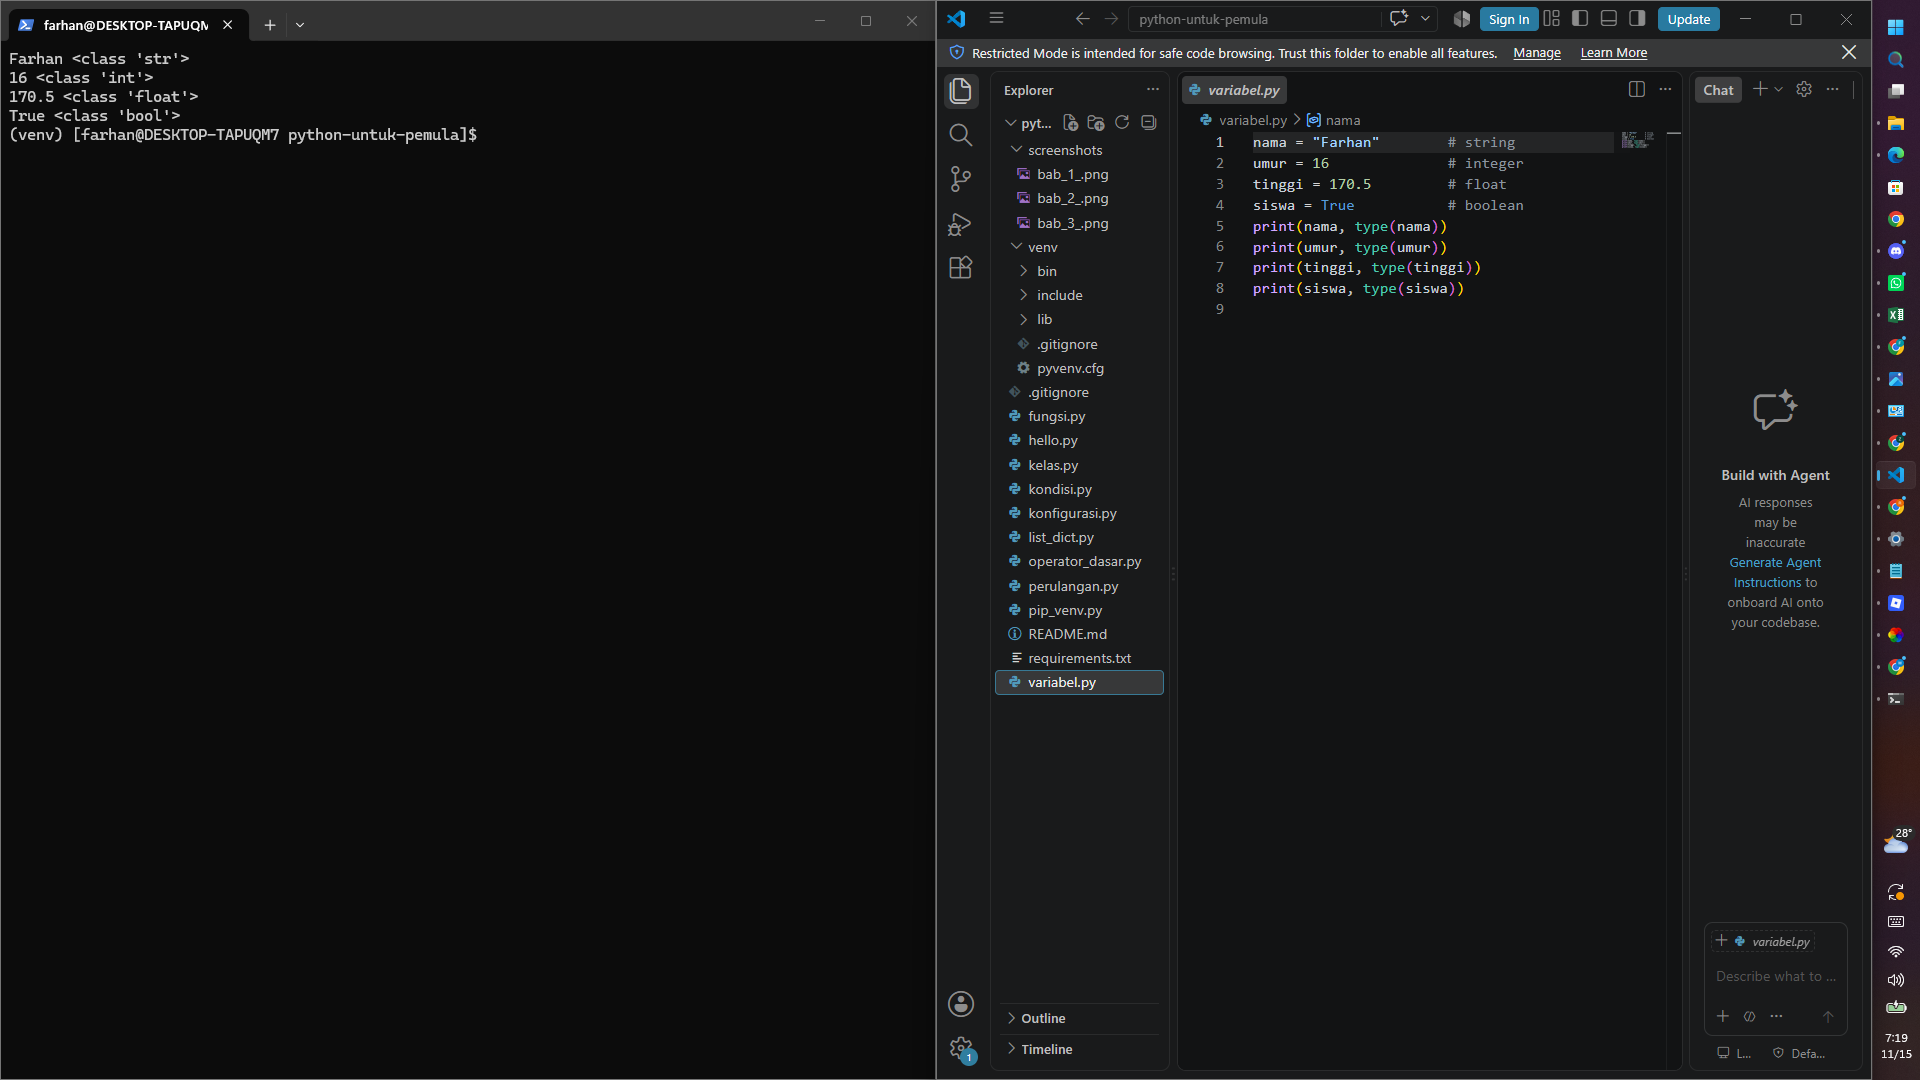 farhan@DESKTOP-TAPUQM
Farhan <class 'str'>
16 <class 'int'>
170.5 <class 'float'>
True <class 'bool'>
(venv) [farhan@DESKTOP-TAPUQM7 python-untuk-pemula]$
python-untuk-pemula
Sign In
Update
Restricted Mode is intended for safe code browsing. Trust this folder to enable all features. Manage Learn More
Explorer
pyt...
screenshots
bab_1_.png
bab_2_.png
bab_3_.png
venv
bin
include
lib
.gitignore
pyvenv.cfg
.gitignore
fungsi.py
hello.py
kelas.py
kondisi.py
konfigurasi.py
list_dict.py
operator_dasar.py
perulangan.py
pip_venv.py
README.md
requirements.txt
variabel.py
Outline
Timeline
1
variabel.py
variabel.py > nama
1 nama = "Farhan" # string
2 umur = 16 # integer
3 tinggi = 170.5 # float
4 siswa = True # boolean
5 print(nama, type(nama))
6 print(umur, type(umur))
7 print(tinggi, type(tinggi))
8 print(siswa, type(siswa))
9
Chat
Build with Agent
AI responses
may be
inaccurate
Generate Agent
Instructions to
onboard AI onto
your codebase.
variabel.py
Describe what to ...
L...
Defa...
28°
7:19
11/15